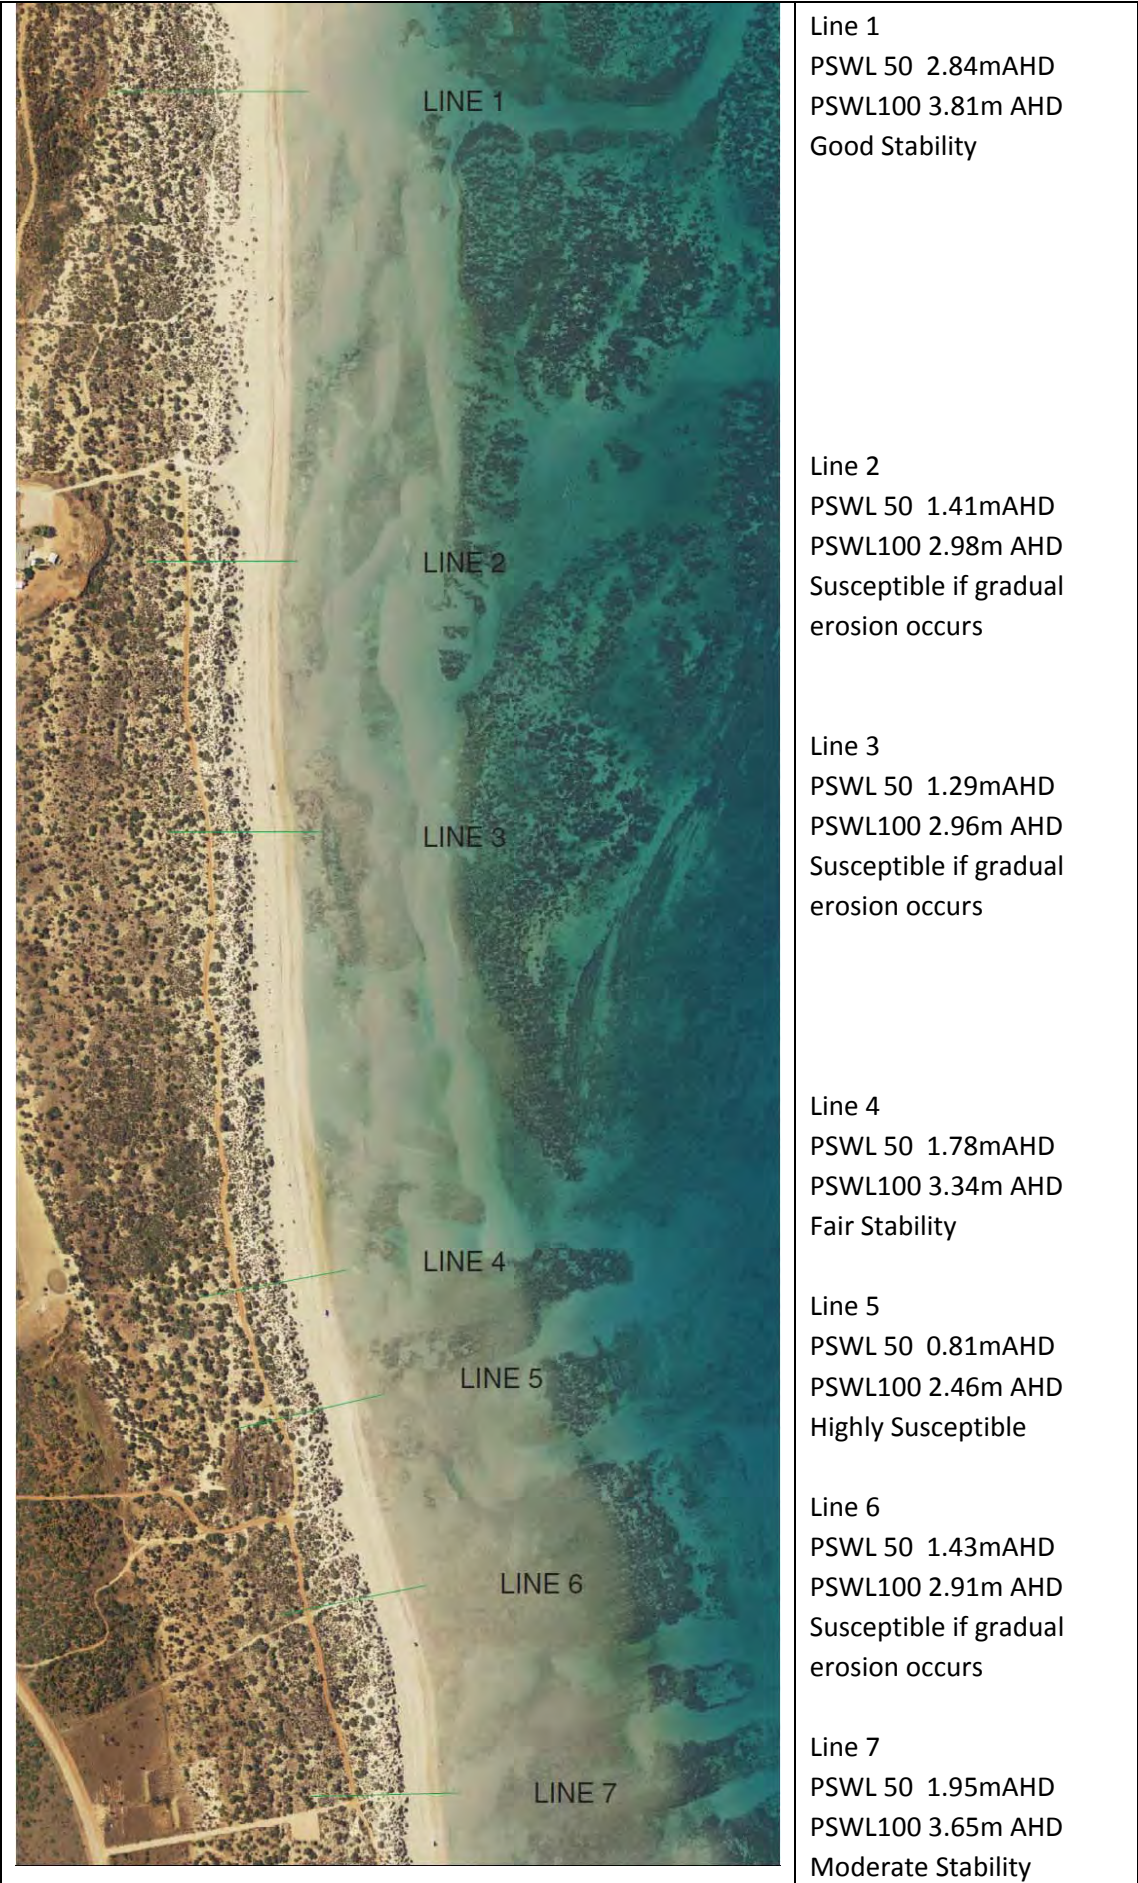 LINE 1
LINE 2
LINE 3
LINE 4
LINE 5
LINE 6
LINE 7
Line 1
PSWL 50  2.84mAHD
PSWL100 3.81m AHD
Good Stability
Line 2
PSWL 50  1.41mAHD
PSWL100 2.98m AHD
Susceptible if gradual
erosion occurs
Line 3
PSWL 50  1.29mAHD
PSWL100 2.96m AHD
Susceptible if gradual
erosion occurs
Line 4
PSWL 50  1.78mAHD
PSWL100 3.34m AHD
Fair Stability
Line 5
PSWL 50  0.81mAHD
PSWL100 2.46m AHD
Highly Susceptible
Line 6
PSWL 50  1.43mAHD
PSWL100 2.91m AHD
Susceptible if gradual
erosion occurs
Line 7
PSWL 50  1.95mAHD
PSWL100 3.65m AHD
Moderate Stability